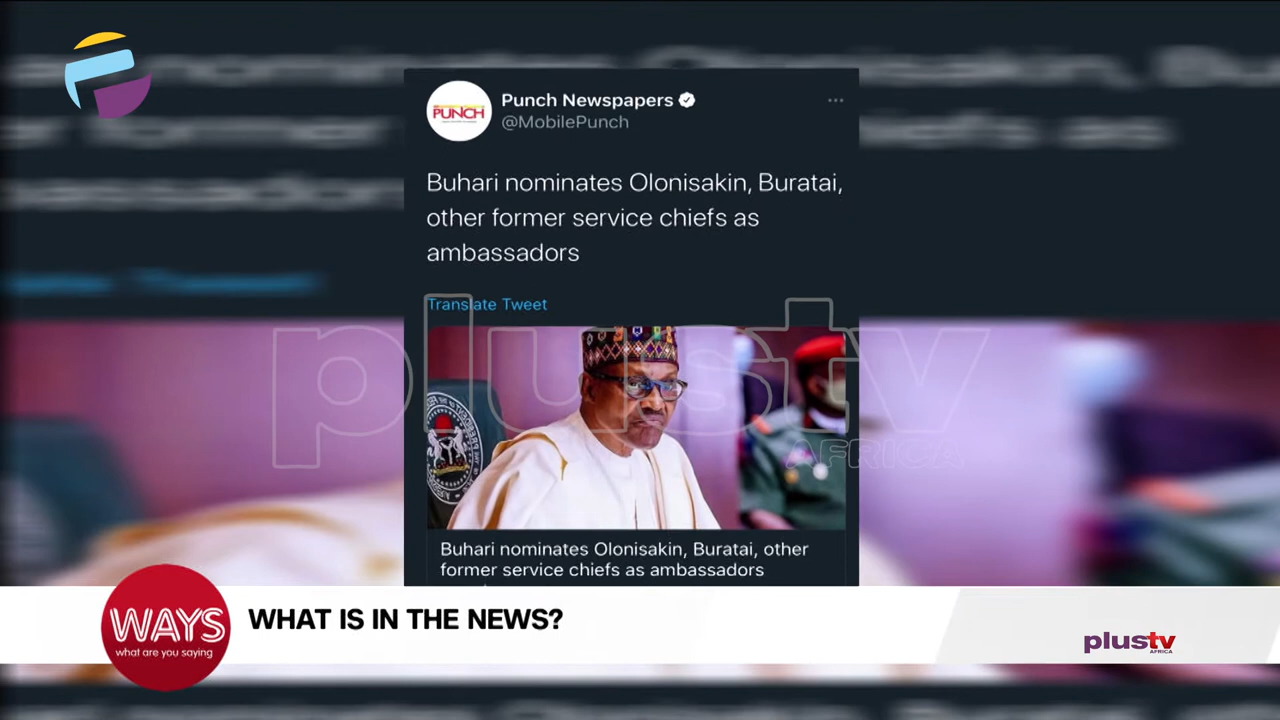 PUNCH
Punch Newspapers
@MobilePunch
Buhari nominates Olonisakin, Buratai,
other former service chiefs as
ambassadors
Translate Tweet
plustv
AFRICA
Buhari nominates Olonisakin, Buratai, other
former service chiefs as ambassadors
WAYS
what are you saying
WHAT IS IN THE NEWS?
plustv
AFRICA